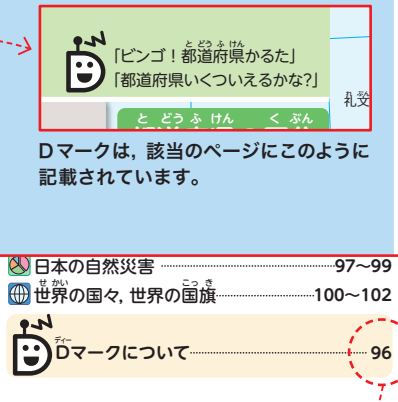 「ビンゴ！都道府県かるた」
「都道府県いくついえるかな？」
礼文
Dマークは，該当のページにこのように
記載されています。
日本の自然災害 97〜99
世界の国々，世界の国旗 100〜102
Dマークについて 96